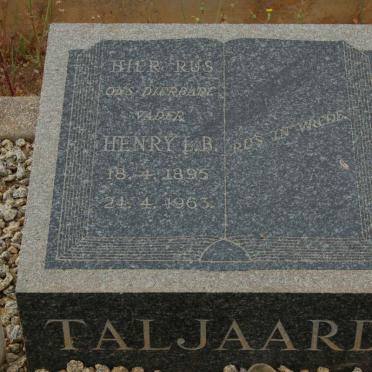 HIER RUS
ONS DIERBARE
VADER
HENRY L.B.
18. 4. 1895
24. 4. 1963.
RUS IN VREDE
TALJAARD